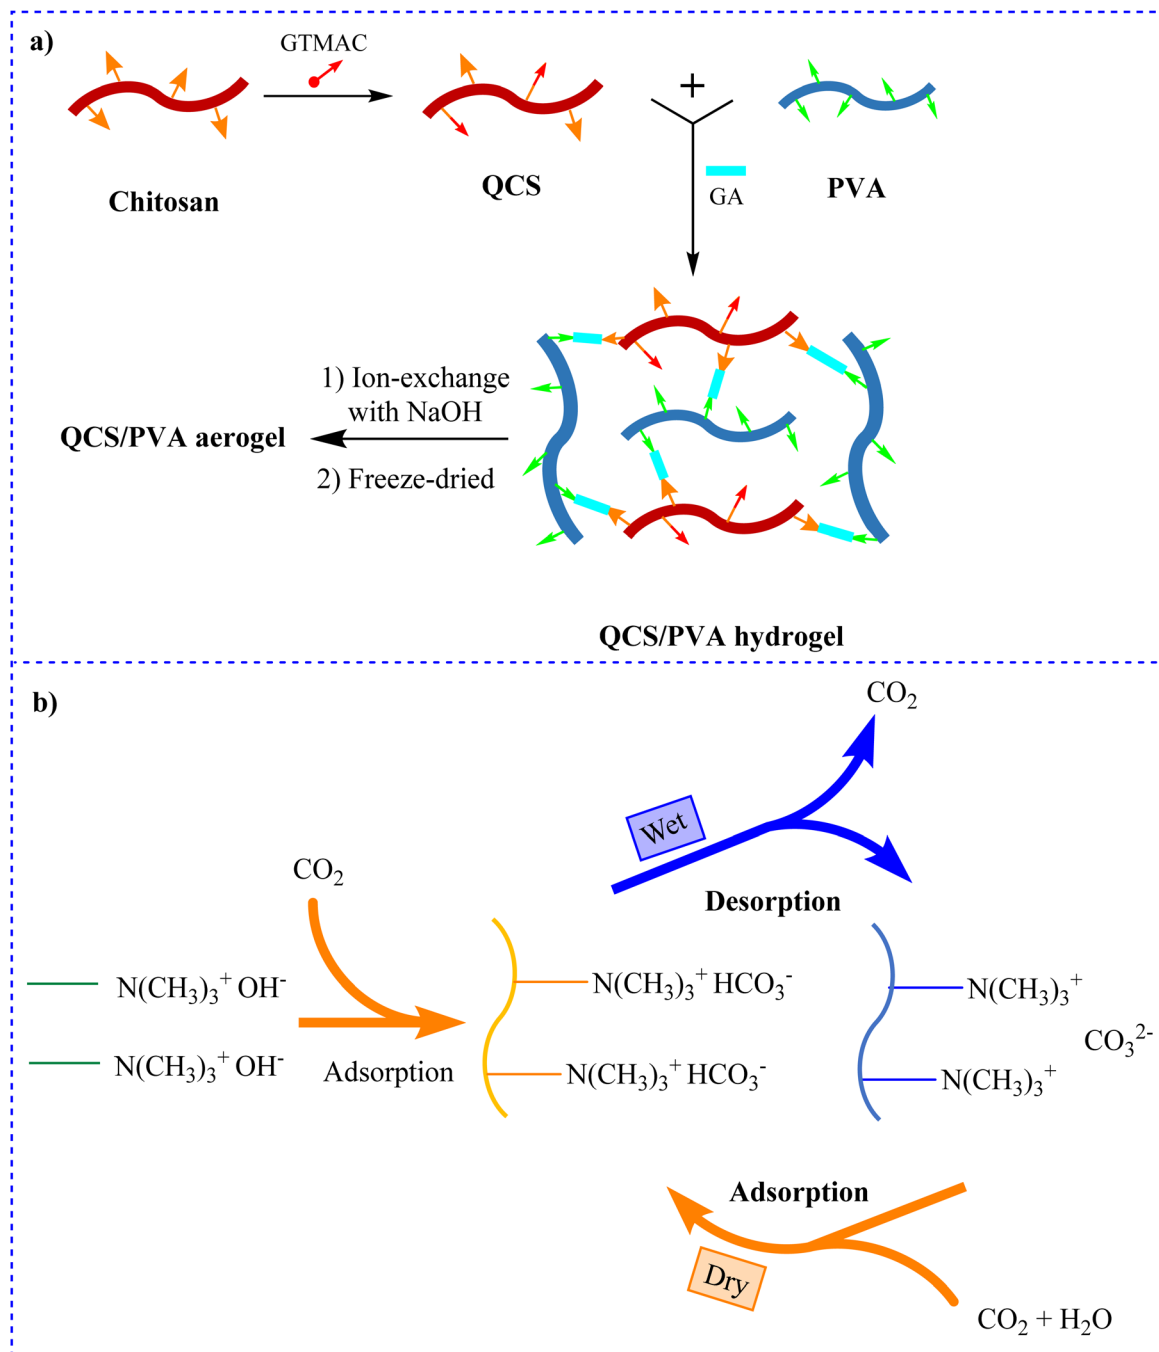 a)
GTMAC
+
Chitosan
QCS
PVA
GA
1) Ion-exchange
with NaOH
QCS/PVA aerogel
2) Freeze-dried
QCS/PVA hydrogel
b)
CO₂
Wet
Desorption
CO₂
N(CH₃)₃⁺ OH⁻
N(CH₃)₃⁺ OH⁻
Adsorption
N(CH₃)₃⁺ HCO₃⁻
N(CH₃)₃⁺ HCO₃⁻
N(CH₃)₃⁺
CO₃²⁻
N(CH₃)₃⁺
Adsorption
Dry
CO₂ + H₂O